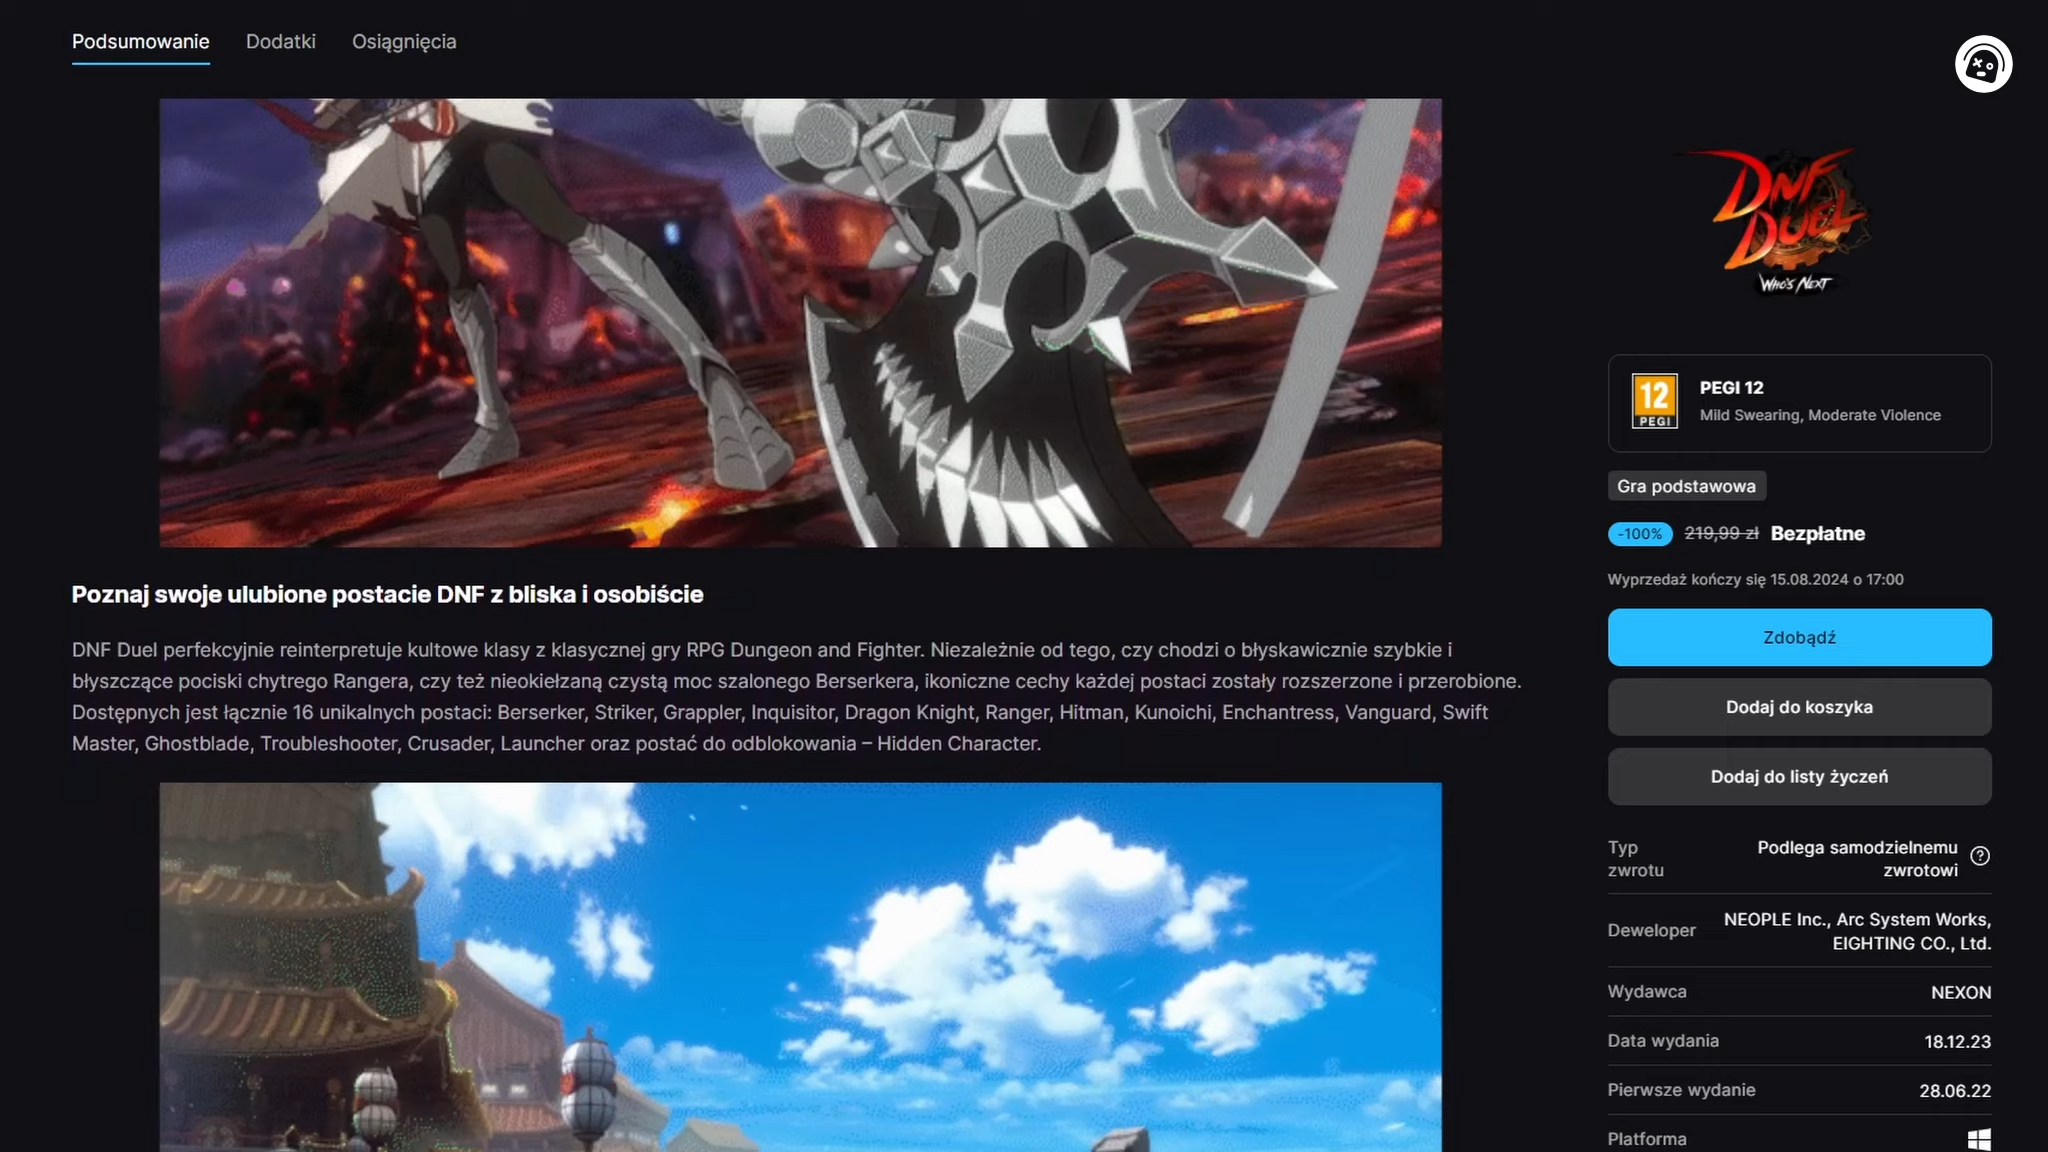 Podsumowanie Dodatki Osiągnięcia
DNF
DUEL
WHO'S NEXT
12
PEGI
PEGI 12
Mild Swearing, Moderate Violence
Gra podstawowa
-100% 219,99 zł Bezpłatne
Wyprzedaż kończy się 15.08.2024 o 17:00
Zdobądź
Dodaj do koszyka
Dodaj do listy życzeń
Typ zwrotu
Podlega samodzielnemu zwrotowi
Deweloper
NEOPLE Inc., Arc System Works,
EIGHTING CO., Ltd.
Wydawca NEXON
Data wydania 18.12.23
Pierwsze wydanie 28.06.22
Platforma
Poznaj swoje ulubione postacie DNF z bliska i osobiście
DNF Duel perfekcyjnie reinterpretuje kultowe klasy z klasycznej gry RPG Dungeon and Fighter. Niezależnie od tego, czy chodzi o błyskawicznie szybkie i
błyszczące pociski chytrego Rangera, czy też nieokiełzaną czystą moc szalonego Berserkera, ikoniczne cechy każdej postaci zostały rozszerzone i przerobione.
Dostępnych jest łącznie 16 unikalnych postaci: Berserker, Striker, Grappler, Inquisitor, Dragon Knight, Ranger, Hitman, Kunoichi, Enchantress, Vanguard, Swift
Master, Ghostblade, Troubleshooter, Crusader, Launcher oraz postać do odblokowania – Hidden Character.